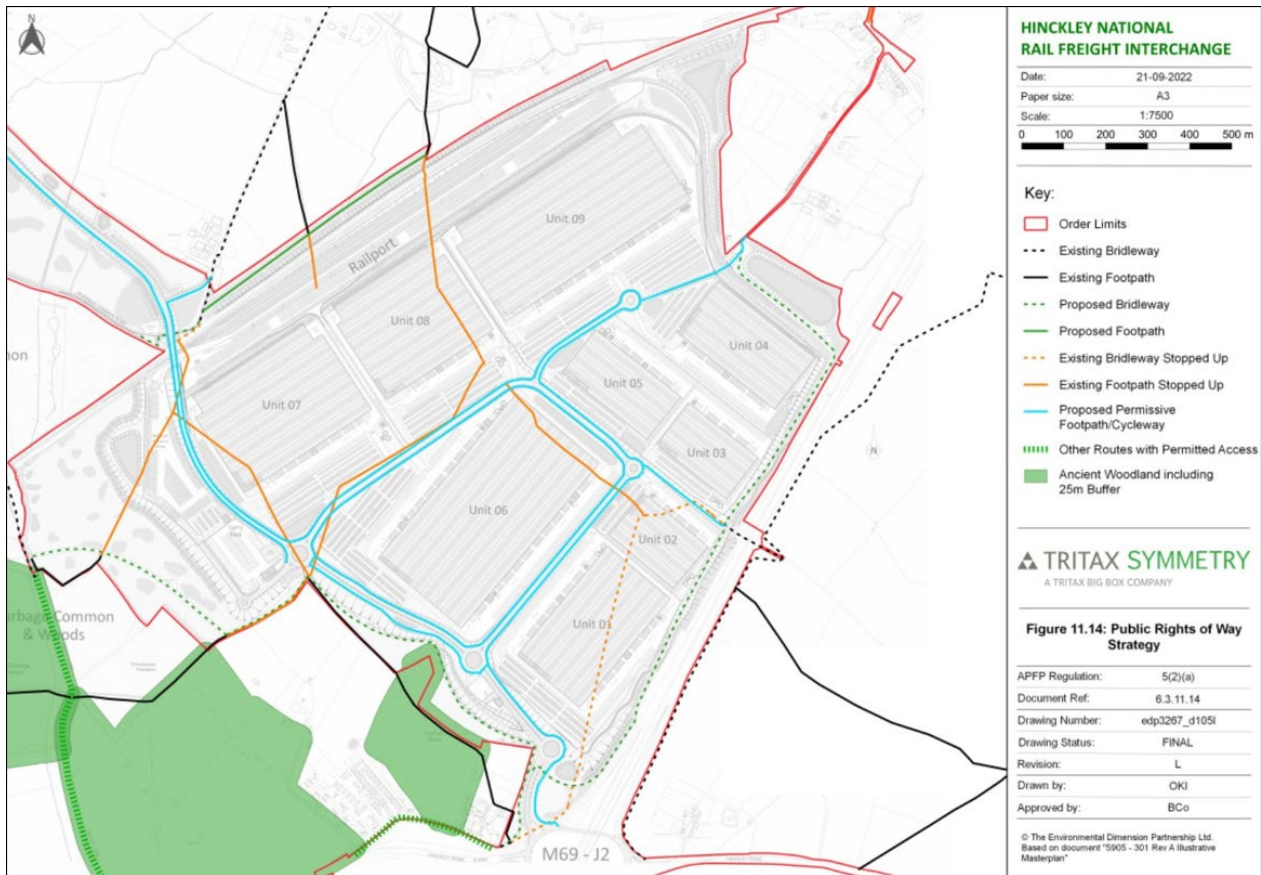 N
Unit 09
Railport
Unit 08
Unit 04
Unit 05
Unit 07
Unit 03
Unit 06
Lorry
Park
Unit 02
Common
& Woods
Unit 01
M69 - J2
N
HINCKLEY NATIONAL
RAIL FREIGHT INTERCHANGE
Date: 21-09-2022
Paper size: A3
Scale: 1:7500
0 100 200 300 400 500 m
Key:
Order Limits
Existing Bridleway
Existing Footpath
Proposed Bridleway
Proposed Footpath
Existing Bridleway Stopped Up
Existing Footpath Stopped Up
Proposed Permissive
Footpath/Cycleway
Other Routes with Permitted Access
Ancient Woodland including
25m Buffer
TRITAX SYMMETRY
A TRITAX BIG BOX COMPANY
Figure 11.14: Public Rights of Way
Strategy
APFP Regulation: 5(2)(a)
Document Ref: 6.3.11.14
Drawing Number: edp3267_d105l
Drawing Status: FINAL
Revision: L
Drawn by: OKI
Approved by: BCo
© The Environmental Dimension Partnership Ltd.
Based on document "5905 - 301 Rev A Illustrative
Masterplan"